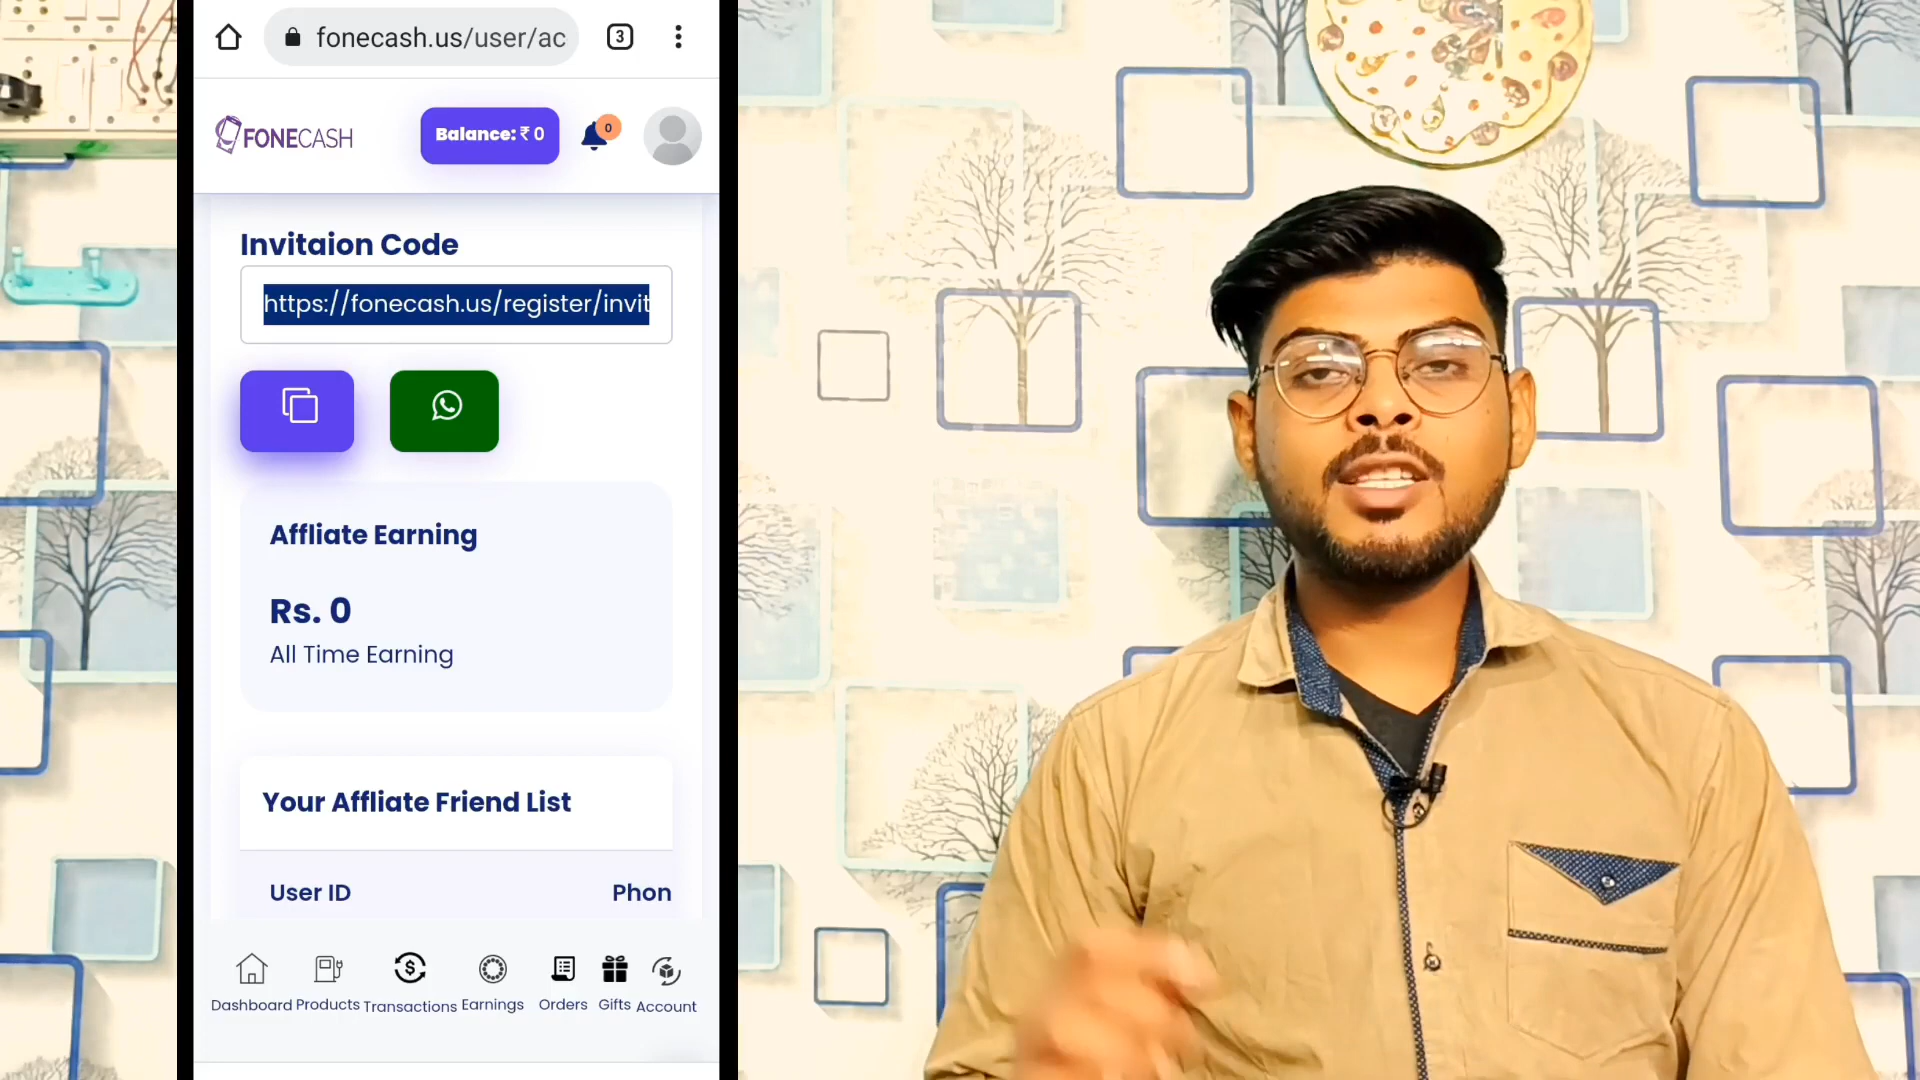 fonecash.us/user/ac
3
FONECASH
Balance: ₹ 0
0
Invitaion Code
https://fonecash.us/register/invit
Affliate Earning
Rs. 0
All Time Earning
Your Affliate Friend List
User ID Phon
Dashboard Products Transactions Earnings Orders Gifts Account